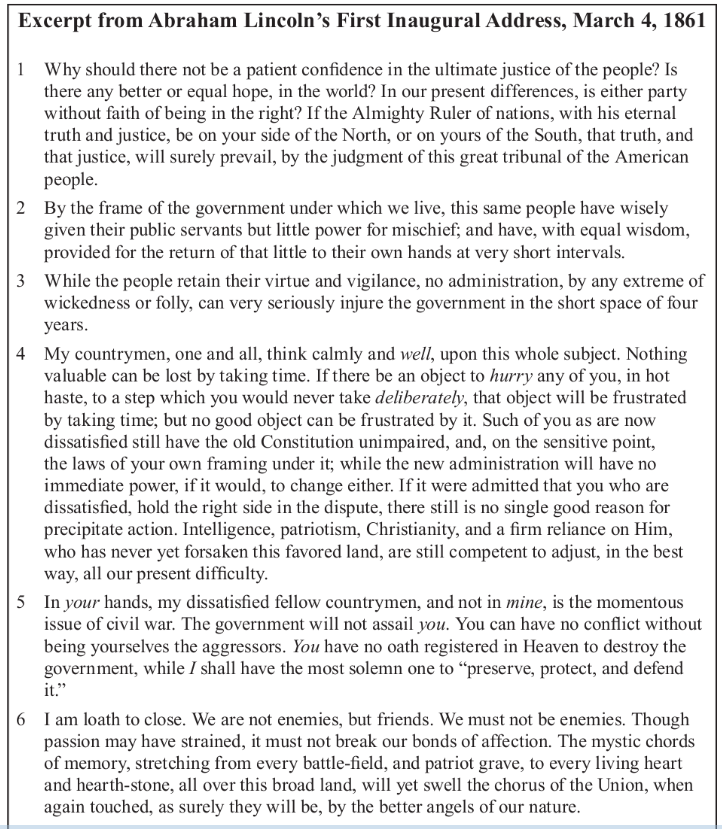 Excerpt from Abraham Lincoln’s First Inaugural Address, March 4, 1861
1 Why should there not be a patient confidence in the ultimate justice of the people? Is
there any better or equal hope, in the world? In our present differences, is either party
without faith of being in the right? If the Almighty Ruler of nations, with his eternal
truth and justice, be on your side of the North, or on yours of the South, that truth, and
that justice, will surely prevail, by the judgment of this great tribunal of the American
people.
2 By the frame of the government under which we live, this same people have wisely
given their public servants but little power for mischief; and have, with equal wisdom,
provided for the return of that little to their own hands at very short intervals.
3 While the people retain their virtue and vigilance, no administration, by any extreme of
wickedness or folly, can very seriously injure the government in the short space of four
years.
4 My countrymen, one and all, think calmly and well, upon this whole subject. Nothing
valuable can be lost by taking time. If there be an object to hurry any of you, in hot
haste, to a step which you would never take deliberately, that object will be frustrated
by taking time; but no good object can be frustrated by it. Such of you as are now
dissatisfied still have the old Constitution unimpaired, and, on the sensitive point,
the laws of your own framing under it; while the new administration will have no
immediate power, if it would, to change either. If it were admitted that you who are
dissatisfied, hold the right side in the dispute, there still is no single good reason for
precipitate action. Intelligence, patriotism, Christianity, and a firm reliance on Him,
who has never yet forsaken this favored land, are still competent to adjust, in the best
way, all our present difficulty.
5 In your hands, my dissatisfied fellow countrymen, and not in mine, is the momentous
issue of civil war. The government will not assail you. You can have no conflict without
being yourselves the aggressors. You have no oath registered in Heaven to destroy the
government, while I shall have the most solemn one to “preserve, protect, and defend
it.”
6 I am loath to close. We are not enemies, but friends. We must not be enemies. Though
passion may have strained, it must not break our bonds of affection. The mystic chords
of memory, stretching from every battle-field, and patriot grave, to every living heart
and hearth-stone, all over this broad land, will yet swell the chorus of the Union, when
again touched, as surely they will be, by the better angels of our nature.